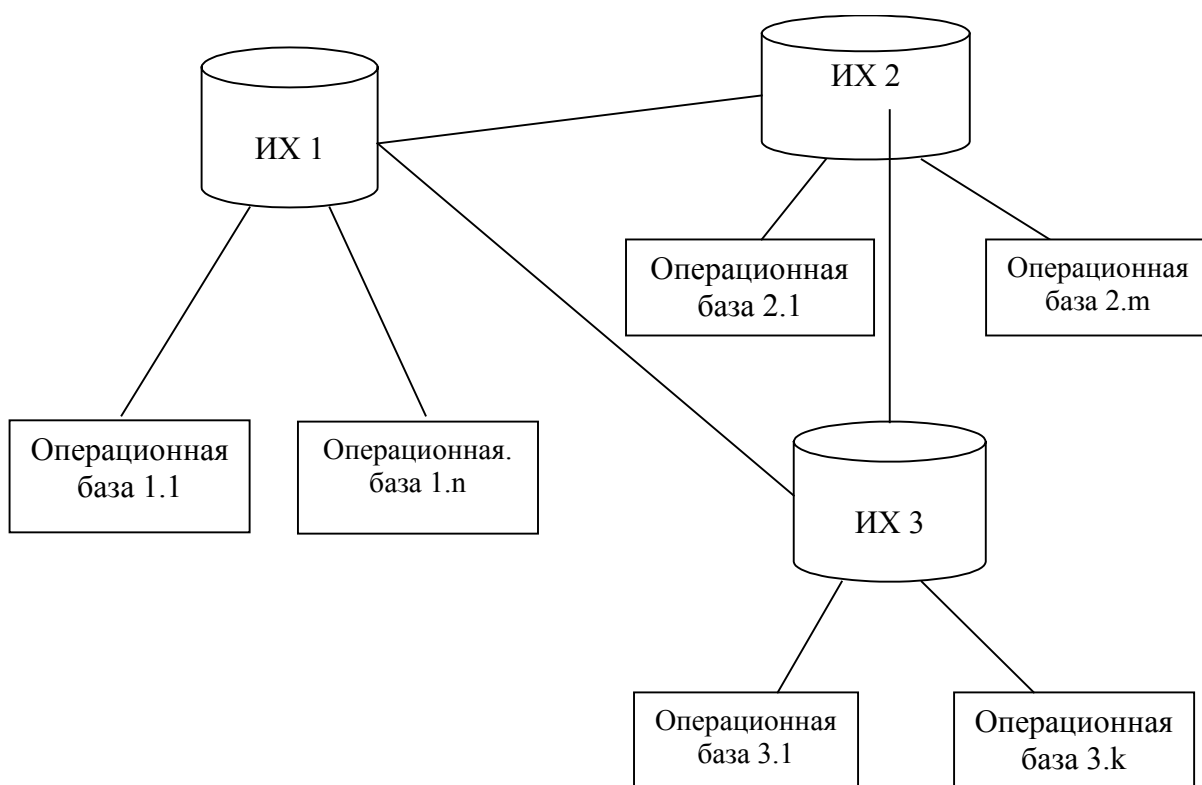 ИХ 1
ИХ 2
Операционная
база 2.1
Операционная
база 2.m
Операционная
база 1.1
Операционная.
база 1.n
ИХ 3
Операционная
база 3.1
Операционная
база 3.k